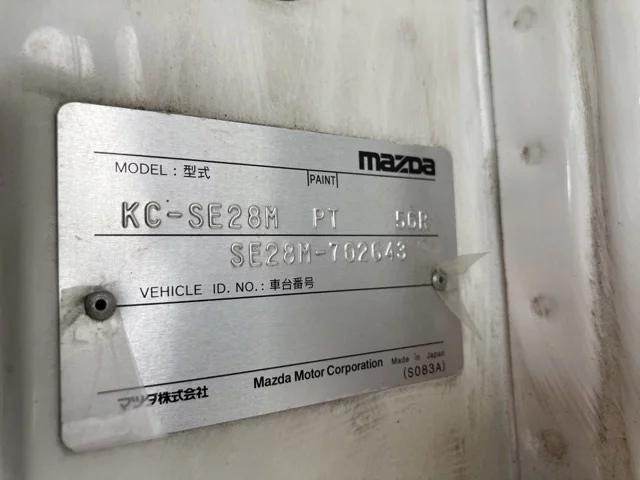 mazda
MODEL : 型式
PAINT
KC-SE28M PT 56R
SE28M-702643
VEHICLE ID. NO. : 車台番号
マツダ株式会社 Mazda Motor Corporation Made in Japan
(S083A)